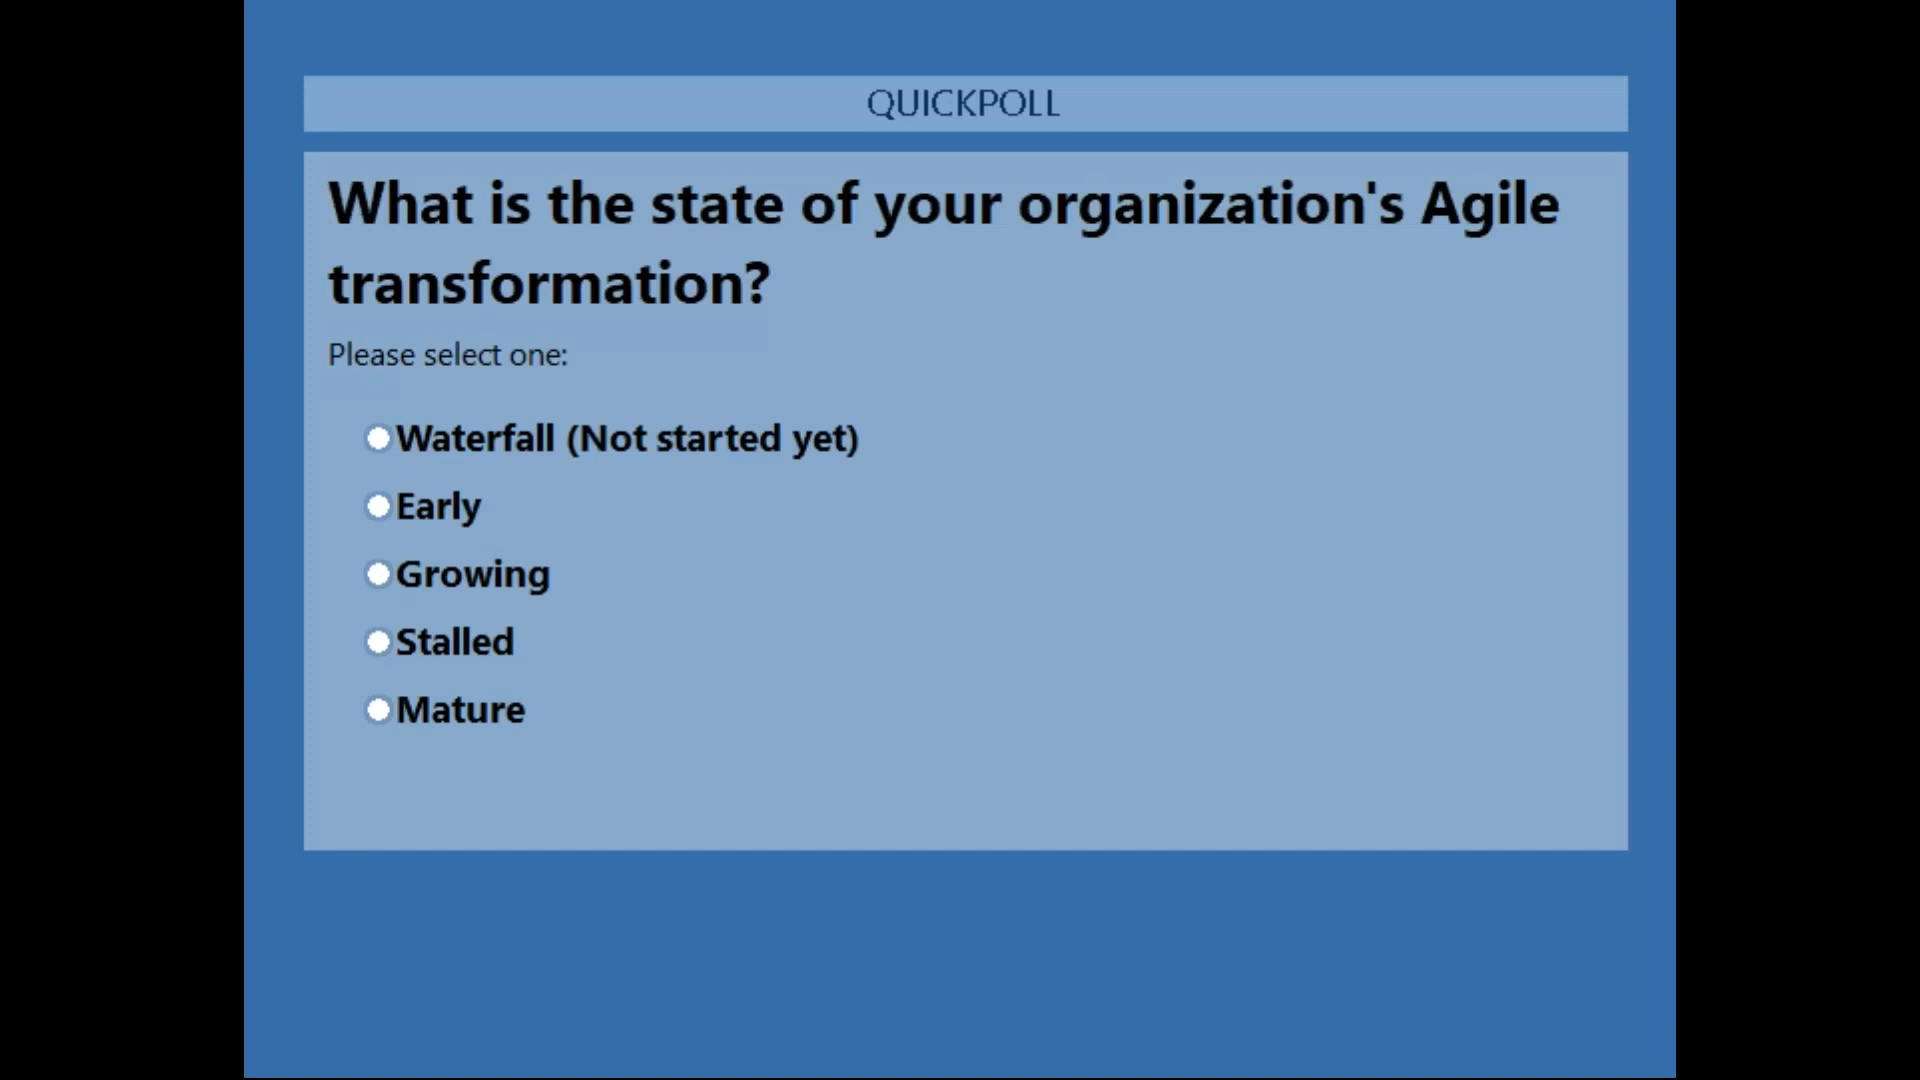 QUICKPOLL
What is the state of your organization's Agile
transformation?
Please select one:
Waterfall (Not started yet)
Early
Growing
Stalled
Mature